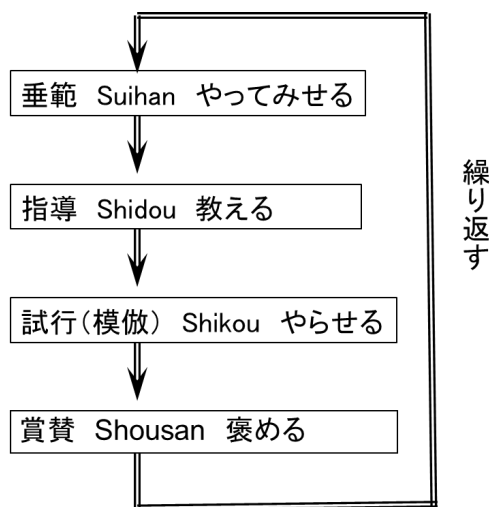 垂範 Suihan やってみせる
指導 Shidou 教える
試行(模倣) Shikou やらせる
賞賛 Shousan 褒める
繰り返す